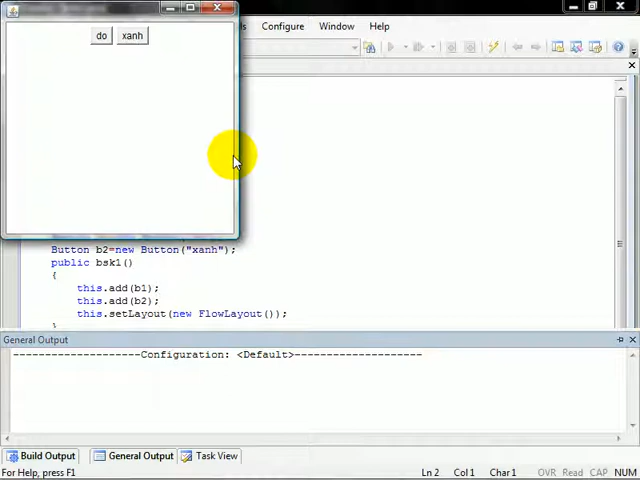 Configure Window Help
do xanh
Button b2=new Button("xanh");
public bsk1()
{
this.add(b1);
this.add(b2);
this.setLayout(new FlowLayout());
}
General Output
--------------------Configuration: <Default>--------------------
Build Output General Output Task View
For Help, press F1 Ln 2 Col 1 Char 1 OVR Read CAP NUM